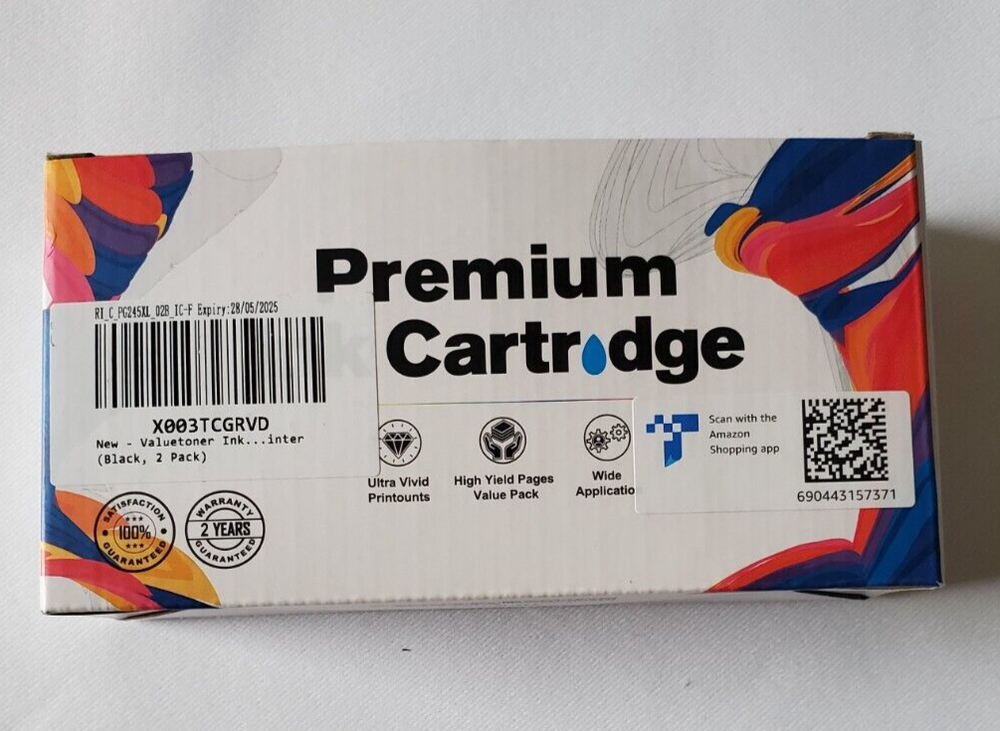 Premium
k Cartridge
RI_C_PG245XL_02B_IC-F Expiry:28/05/2025
X003TCGRVD
New - Valuetoner Ink...inter
(Black, 2 Pack)
Ultra Vivid
Printounts
High Yield Pages
Value Pack
Wide
Applicatio
Scan with the
Amazon
Shopping app
690443157371
SATISFACTION
100%
GUARANTEED
WARRANTY
2 YEARS
GUARANTEED